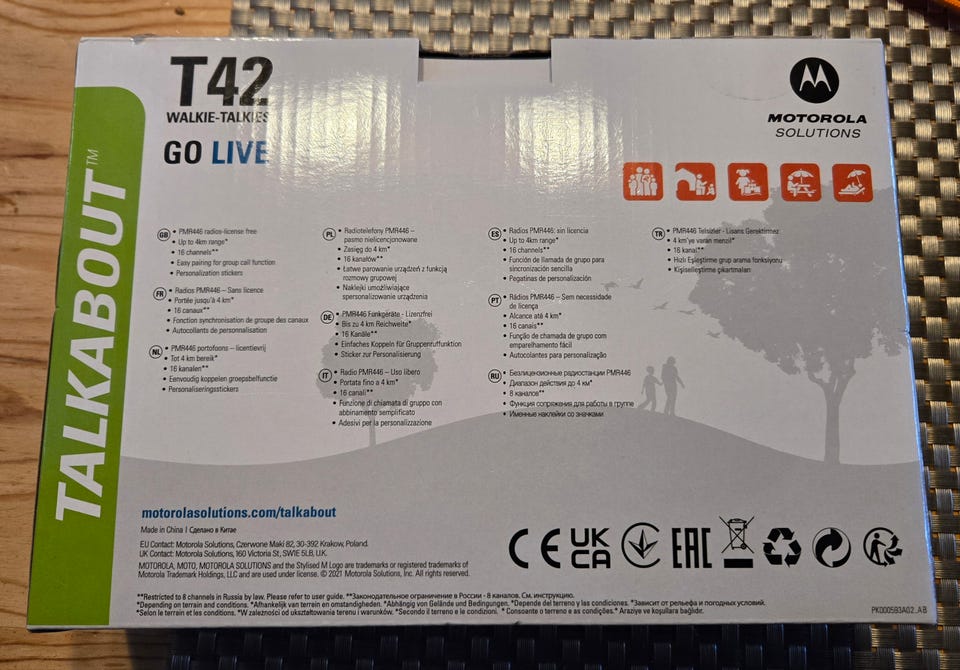 T42
WALKIE-TALKIES
GO LIVE
TALKABOUT™
MOTOROLA
SOLUTIONS
GB
• PMR446 radios-license free
• Up to 4km range*
• 16 channels**
• Easy pairing for group call function
• Personalization stickers
FR
• Radios PMR446 – Sans licence
• Portée jusqu'à 4 km*
• 16 canaux**
• Fonction synchronisation de groupe des canaux
• Autocollants de personnalisation
NL
• PMR446 portofoons – licentievrij
• Tot 4 km bereik*
• 16 kanalen**
• Eenvoudig koppelen groepsbelfunctie
• Personaliseringsstickers
PL
• Radiotelefony PMR446 –
pasmo nielicencjonowane
• Zasięg do 4 km*
• 16 kanałów**
• Łatwe parowanie urządzeń z funkcją
rozmowy grupowej
• Naklejki umożliwiające
spersonalizowanie urządzenia
DE
• PMR446 Funkgeräte - Lizenzfrei
• Bis zu 4 km Reichweite*
• 16 Kanäle**
• Einfaches Koppeln für Gruppenruffunktion
• Sticker zur Personalisierung
IT
• Radio PMR446 – Uso libero
• Portata fino a 4 km*
• 16 canali**
• Funzione di chiamata di gruppo con
abbinamento semplificato
• Adesivi per la personalizzazione
ES
• Radios PMR446: sin licencia
• Up to 4km range*
• 16 channels**
• Función de llamada de grupo para
sincronización sencilla
• Pegatinas de personalización
PT
• Rádios PMR446 – Sem necessidade
de licença
• Alcance até 4 km*
• 16 canais**
• Função de chamada de grupo com
emparelhamento fácil
• Autocolantes para personalização
RU
• Безлицензионные радиостанции PMR446
• Диапазон действия до 4 км*
• 8 каналов**
• Функция сопряжения для работы в группе
• Именные наклейки со значками
TR
• PMR446 Telsizler - Lisans Gerektirmez
• 4 km'ye varan menzil*
• 16 kanal**
• Hızlı Eşleştirme grup arama fonksiyonu
• Kişiselleştirme çıkartmaları
motorolasolutions.com/talkabout
Made in China I Сделано в Китае
EU Contact: Motorola Solutions, Czerwone Maki 82, 30-392 Krakow, Poland.
UK Contact: Motorola Solutions, 160 Victoria St, SW1E 5LB, U.K.
MOTOROLA, MOTO, MOTOROLA SOLUTIONS and the Stylised M Logo are trademarks or registered trademarks of
Motorola Trademark Holdings, LLC and are used under license. © 2021 Motorola Solutions, Inc. All rights reserved.
CE UK CA EAC
**Restricted to 8 channels in Russia by law. Please refer to user guide. **Законодательное ограничение в России - 8 каналов. См. инструкцию.
*Depending on terrain and conditions. *Afhankelijk van terrein en omstandigheden. *Abhängig von Gelände und Bedingungen. *Depende del terreno y las condiciones. *Зависит от рельефа и погодных условий.
*Selon le terrain et les conditions. *W zależności od ukształtowanie terenu i warunków. *Secondo il terreno e le condizioni. * Consoante o terreno e as condições.* Araziye ve koşullara bağlıdır.
PK000593A02_AB